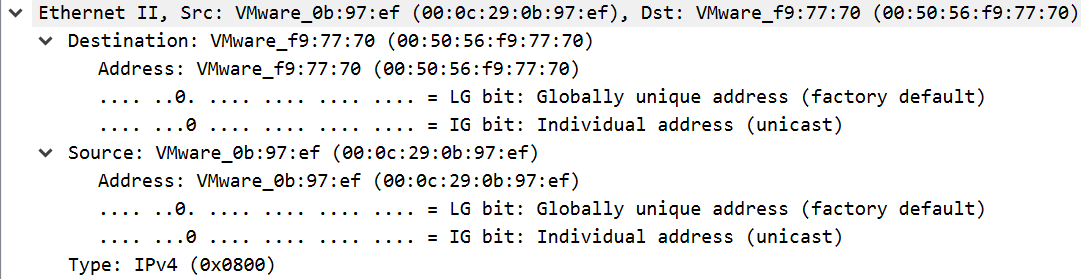 Ethernet II, Src: VMware_0b:97:ef (00:0c:29:0b:97:ef), Dst: VMware_f9:77:70 (00:50:56:f9:77:70)
Destination: VMware_f9:77:70 (00:50:56:f9:77:70)
Address: VMware_f9:77:70 (00:50:56:f9:77:70)
.... ..0. .... .... .... .... = LG bit: Globally unique address (factory default)
.... ...0 .... .... .... .... = IG bit: Individual address (unicast)
Source: VMware_0b:97:ef (00:0c:29:0b:97:ef)
Address: VMware_0b:97:ef (00:0c:29:0b:97:ef)
.... ..0. .... .... .... .... = LG bit: Globally unique address (factory default)
.... ...0 .... .... .... .... = IG bit: Individual address (unicast)
Type: IPv4 (0x0800)